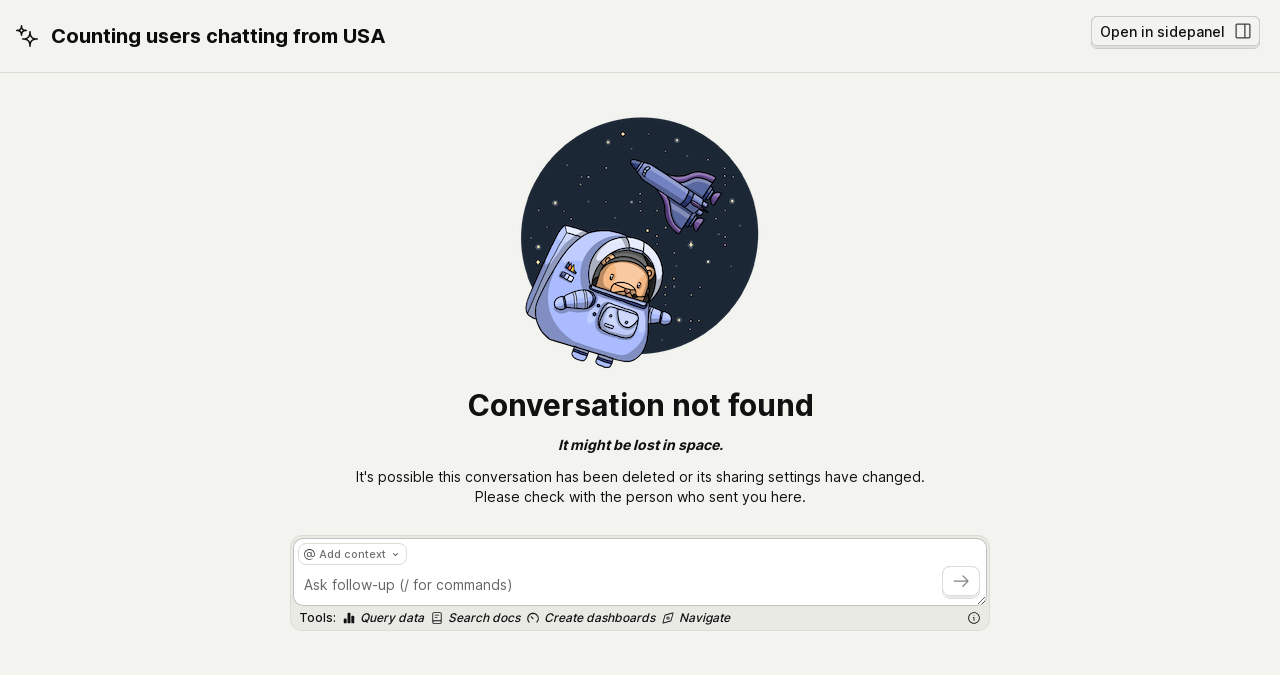 Counting users chatting from USA
Open in sidepanel
Conversation not found
It might be lost in space.
It's possible this conversation has been deleted or its sharing settings have changed.
Please check with the person who sent you here.
@ Add context
Ask follow-up (/ for commands)
Tools: Query data Search docs Create dashboards Navigate